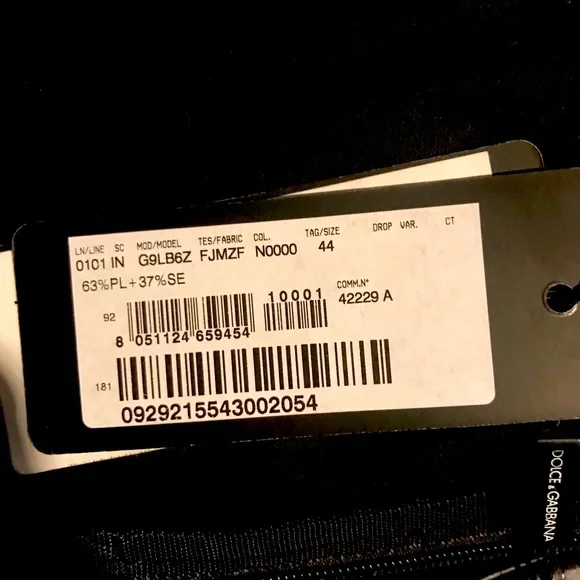 LN/LINE SC MOD/MODEL TES/FABRIC COL. TAG/SIZE DROP VAR. CT
0101 IN G9LB6Z FJMZF N0000 44
63%PL+37%SE
COMM.N°
10001 42229 A
92
8 051124 659454
181
0929215543002054
DOLCE & GABBANA